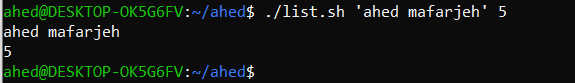 ahed@DESKTOP-OK5G6FV:~/ahed$ ./list.sh 'ahed mafarjeh' 5
ahed mafarjeh
5
ahed@DESKTOP-OK5G6FV:~/ahed$